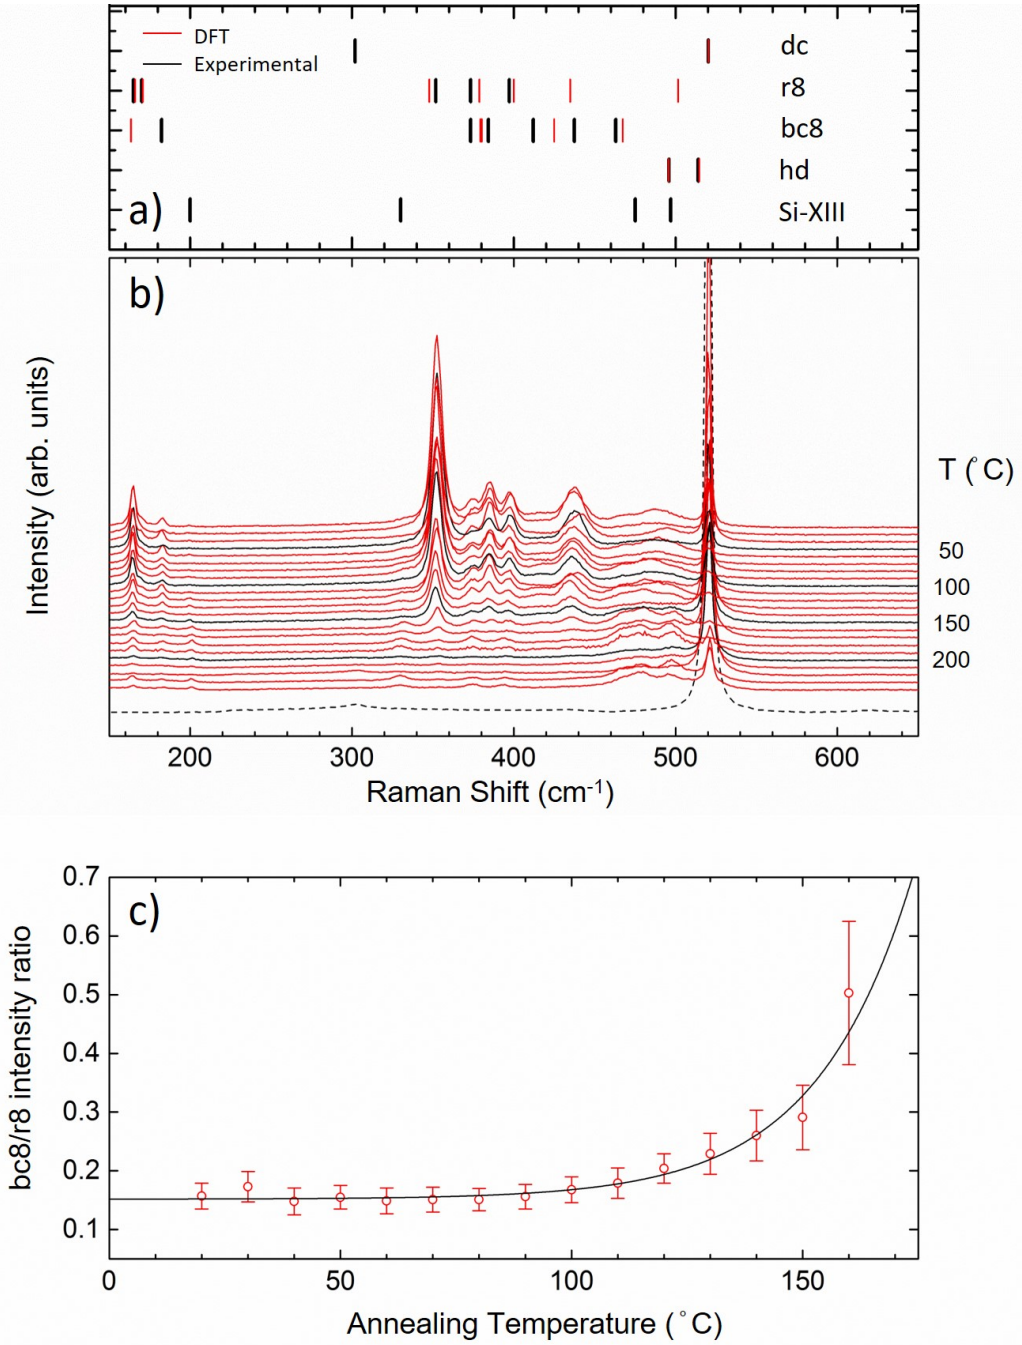 DFT
Experimental
dc
r8
bc8
hd
Si-XIII
a)
b)
Intensity (arb. units)
T (°C)
50
100
150
200
200 300 400 500 600
Raman Shift (cm-1)
c)
bc8/r8 intensity ratio
0.7
0.6
0.5
0.4
0.3
0.2
0.1
0 50 100 150
Annealing Temperature (°C)